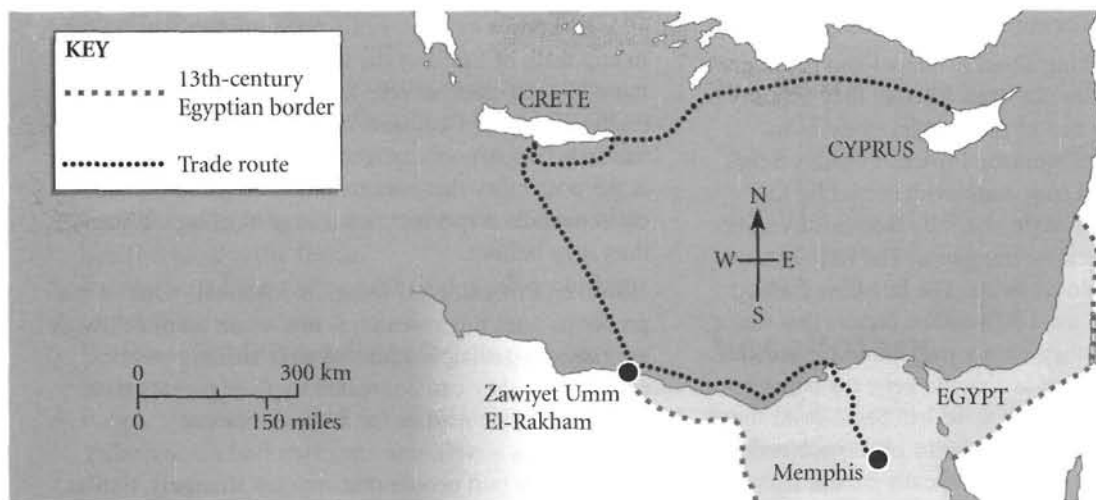 KEY
13th-century
Egyptian border
Trade route
CRETE
CYPRUS
N
W E
S
0 300 km
0 150 miles
Zawiyet Umm
El-Rakham
EGYPT
Memphis